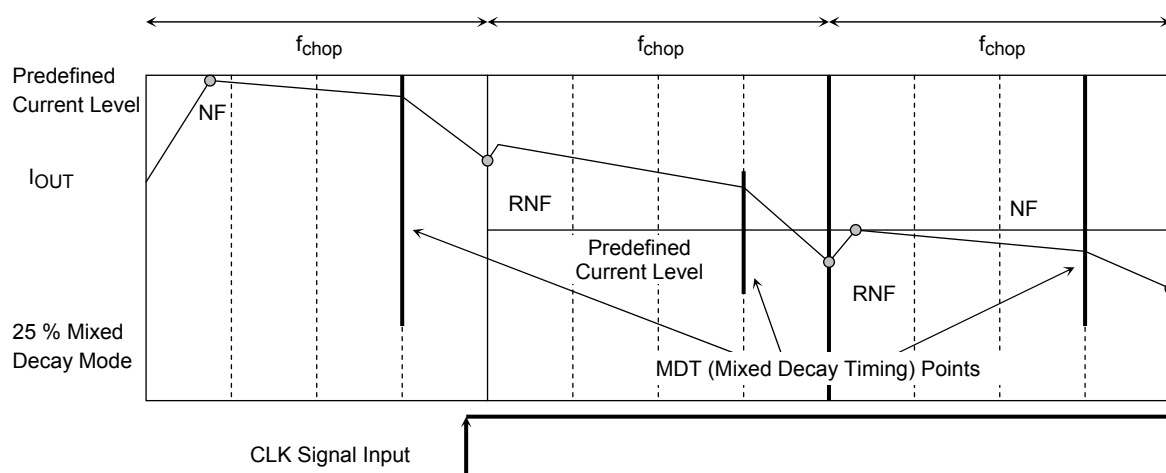 fchop
fchop
fchop
Predefined
Current Level
NF
IOUT
RNF
NF
Predefined
Current Level
RNF
25 % Mixed
Decay Mode
MDT (Mixed Decay Timing) Points
CLK Signal Input